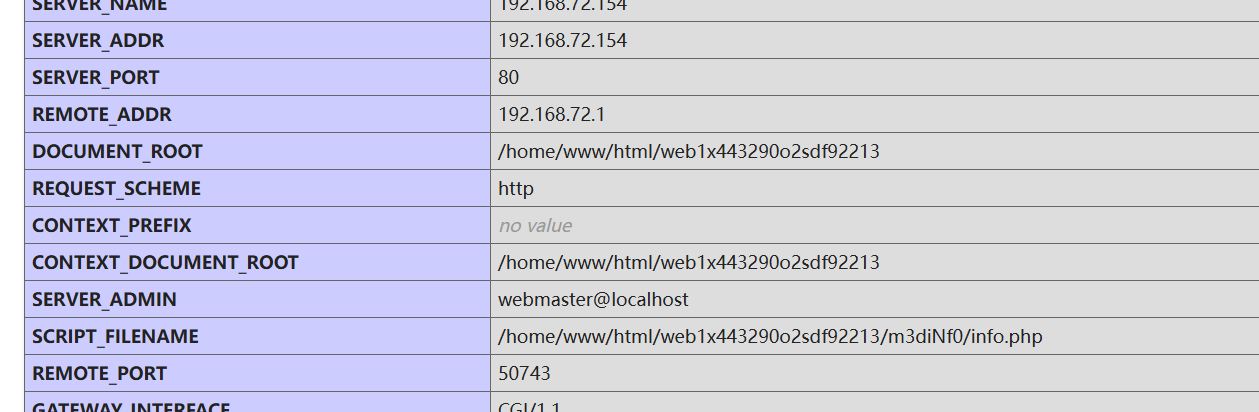 SERVER_NAME 192.168.72.154
SERVER_ADDR 192.168.72.154
SERVER_PORT 80
REMOTE_ADDR 192.168.72.1
DOCUMENT_ROOT /home/www/html/web1x443290o2sdf92213
REQUEST_SCHEME http
CONTEXT_PREFIX no value
CONTEXT_DOCUMENT_ROOT /home/www/html/web1x443290o2sdf92213
SERVER_ADMIN webmaster@localhost
SCRIPT_FILENAME /home/www/html/web1x443290o2sdf92213/m3diNf0/info.php
REMOTE_PORT 50743
GATEWAY_INTERFACE CGI/1.1